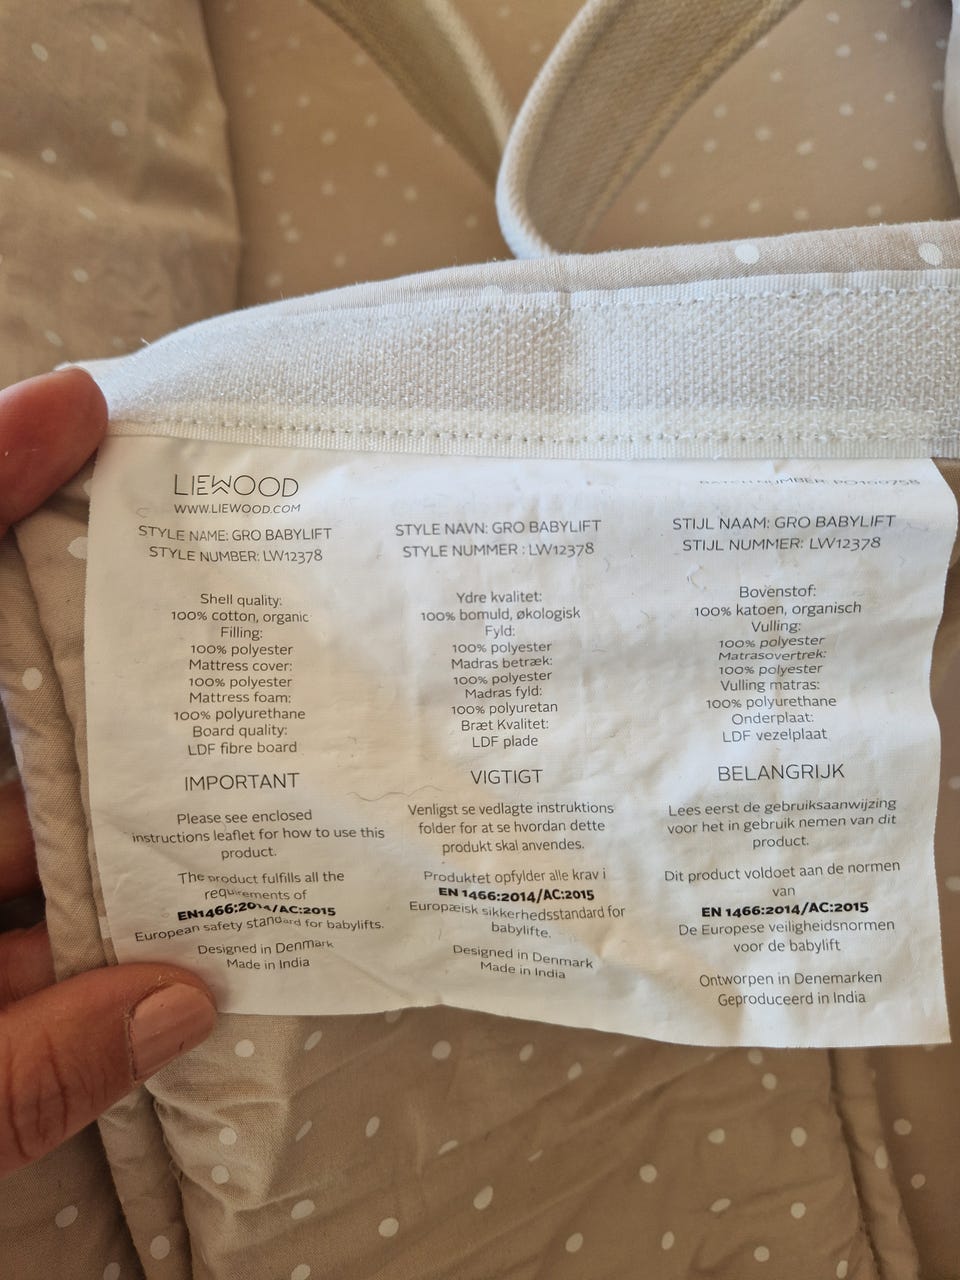 LIEWOOD
WWW.LIEWOOD.COM
STYLE NAME: GRO BABYLIFT
STYLE NUMBER: LW12378
Shell quality:
100% cotton, organic
Filling:
100% polyester
Mattress cover:
100% polyester
Mattress foam:
100% polyurethane
Board quality:
LDF fibre board
IMPORTANT
Please see enclosed
instructions leaflet for how to use this
product.
The product fulfills all the
requirements of
EN1466:2014/AC:2015
European safety standard for babylifts.
Designed in Denmark
Made in India
STYLE NAVN: GRO BABYLIFT
STYLE NUMMER : LW12378
Ydre kvalitet:
100% bomuld, økologisk
Fyld:
100% polyester
Madras betræk:
100% polyester
Madras fyld:
100% polyuretan
Bræt Kvalitet:
LDF plade
VIGTIGT
Venligst se vedlagte instruktions
folder for at se hvordan dette
produkt skal anvendes.
Produktet opfylder alle krav i
EN 1466:2014/AC:2015
Europæisk sikkerhedsstandard for
babylifte.
Designed in Denmark
Made in India
BATCH NUMBER: PO100758
STIJL NAAM: GRO BABYLIFT
STIJL NUMMER: LW12378
Bovenstof:
100% katoen, organisch
Vulling:
100% polyester
Matrasovertrek:
100% polyester
Vulling matras:
100% polyurethane
Onderplaat:
LDF vezelplaat
BELANGRIJK
Lees eerst de gebruiksaanwijzing
voor het in gebruik nemen van dit
product.
Dit product voldoet aan de normen
van
EN 1466:2014/AC:2015
De Europese veiligheidsnormen
voor de babylift
Ontworpen in Denemarken
Geproduceerd in India